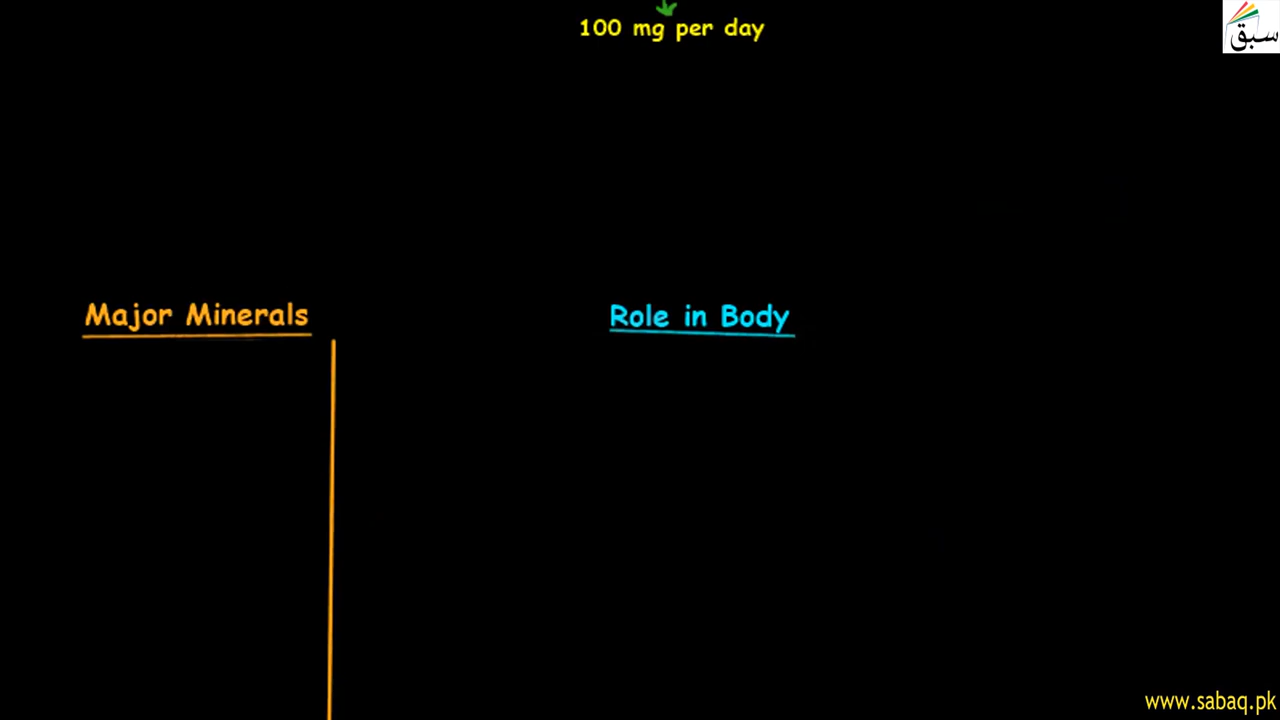 100 mg per day
سبق
Major Minerals
Role in Body
www.sabaq.pk